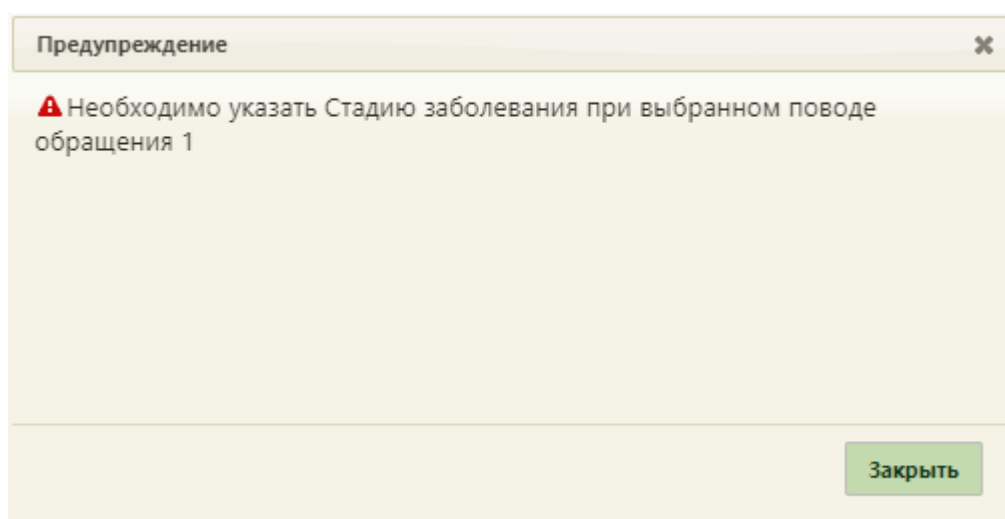 Предупреждение
Необходимо указать Стадию заболевания при выбранном поводе
обращения 1
Закрыть